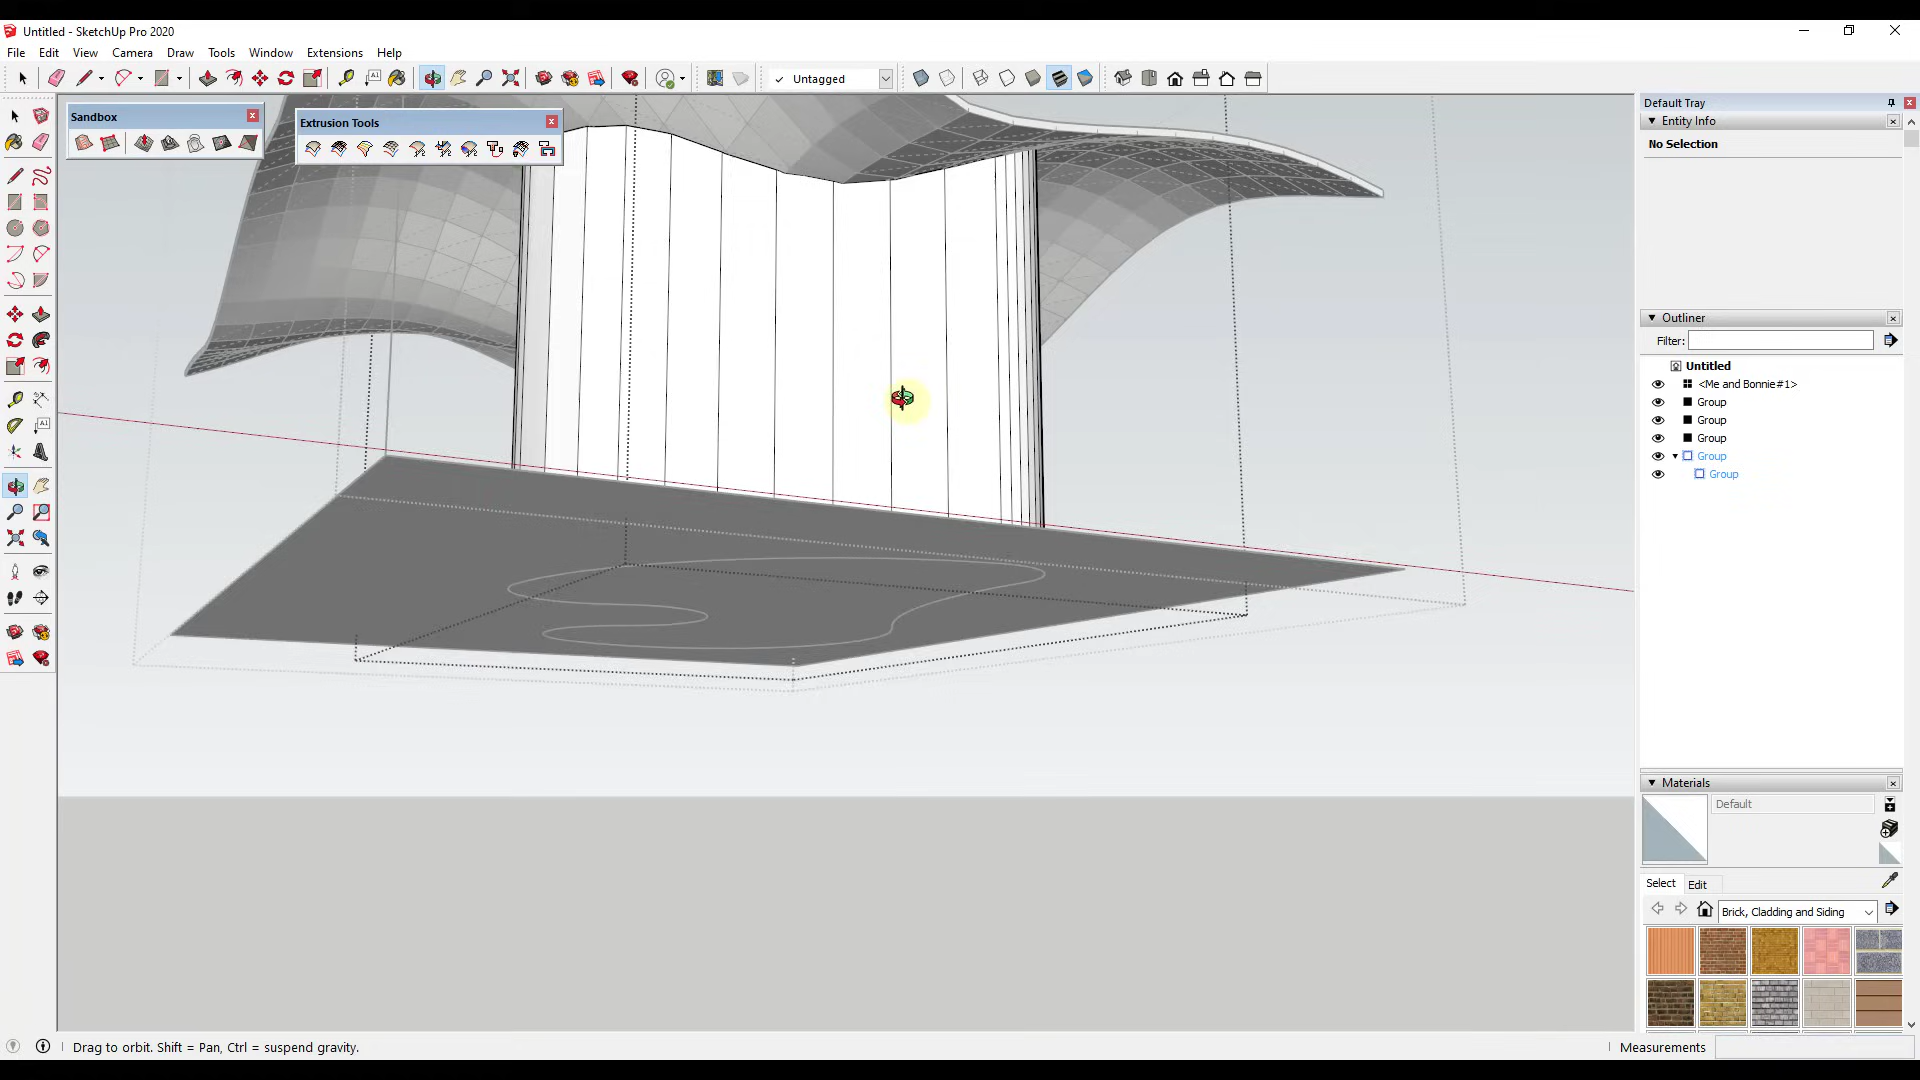 Untitled - SketchUp Pro 2020
File Edit View Camera Draw Tools Window Extensions Help
Untagged
Default Tray
Entity Info
No Selection
Sandbox
Extrusion Tools
Outliner
Filter:
Untitled
<Me and Bonnie#1>
Group
Group
Group
Group
Group
Materials
Default
Select Edit
Brick, Cladding and Siding
Drag to orbit. Shift = Pan, Ctrl = suspend gravity.
Measurements